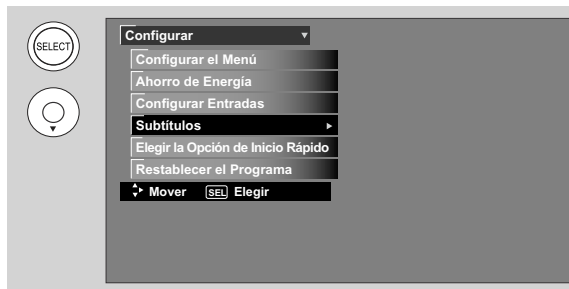 SELECT
Configurar
Configurar el Menú
Ahorro de Energía
Configurar Entradas
Subtítulos
Elegir la Opción de Inicio Rápido
Restablecer el Programa
Mover SEL Elegir